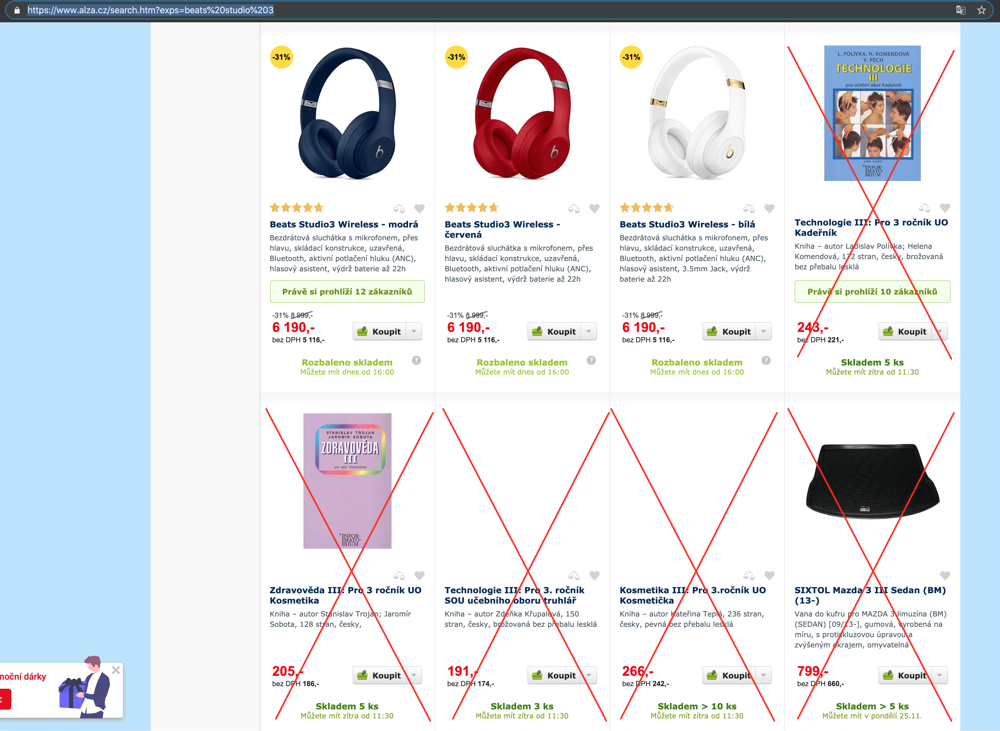 https://www.alza.cz/search.htm?exps=beats%20studio%203
-31%
-31%
-31%
L. POLÍVKA, H. KOMENDOVÁ
V. PECH
TECHNOLOGIE
III
pro učební obor Kadeřník
INFOR-
MATO-
RIUM
Beats Studio3 Wireless - modrá
Bezdrátová sluchátka s mikrofonem, přes
hlavu, skládací konstrukce, uzavřená,
Bluetooth, aktivní potlačení hluku (ANC),
hlasový asistent, výdrž baterie až 22h
Právě si prohlíží 12 zákazníků
-31% 8 999,-
6 190,-
bez DPH 5 116,-
Koupit
Rozbaleno skladem
?
Můžete mít dnes od 16:00
Beats Studio3 Wireless -
červená
Bezdrátová sluchátka s mikrofonem, přes
hlavu, skládací konstrukce, uzavřená,
Bluetooth, aktivní potlačení hluku (ANC),
hlasový asistent, výdrž baterie až 22h
-31% 8 999,-
6 190,-
bez DPH 5 116,-
Koupit
Rozbaleno skladem
?
Můžete mít dnes od 16:00
Beats Studio3 Wireless - bílá
Bezdrátová sluchátka s mikrofonem, přes
hlavu, skládací konstrukce, uzavřená,
Bluetooth, aktivní potlačení hluku (ANC),
hlasový asistent, 3.5mm Jack, výdrž
baterie až 22h
-31% 8 999,-
6 190,-
bez DPH 5 116,-
Koupit
Rozbaleno skladem
?
Můžete mít dnes od 16:00
Technologie III: Pro 3 ročník UO
Kadeřník
Kniha – autor Ladislav Polívka; Helena
Komendová, 172 stran, česky, brožovaná
bez přebalu lesklá
Právě si prohlíží 10 zákazníků
243,-
bez DPH 221,-
Koupit
Skladem 5 ks
Můžete mít zítra od 11:30
STANISLAV TROJAN
JAROMÍR SOBOTA
ZDRAVOVĚDA
III
INFOR-
MATO-
RIUM
Zdravověda III: Pro 3 ročník UO
Kosmetika
Kniha – autor Stanislav Trojan; Jaromír
Sobota, 128 stran, česky,
205,-
bez DPH 186,-
Koupit
Skladem 5 ks
Můžete mít zítra od 11:30
Technologie III: Pro 3. ročník
SOU učebního oboru truhlář
Kniha – autor Zdeňka Křupalová, 150
stran, česky, brožovaná bez přebalu lesklá
191,-
bez DPH 174,-
Koupit
Skladem 3 ks
Můžete mít zítra od 11:30
Kosmetika III: Pro 3.ročník UO
Kosmetička
Kniha – autor Kateřina Teplá, 236 stran,
česky, pevná bez přebalu lesklá
266,-
bez DPH 242,-
Koupit
Skladem > 10 ks
Můžete mít zítra od 11:30
SIXTOL Mazda 3 III Sedan (BM)
(13-)
Vana do kufru pro MAZDA 3 limuzína (BM)
(SEDAN) [09/13-], gumová, vyrobená na
míru, s protiskluzovou úpravou a
zvýšeným okrajem, omyvatelná
799,-
bez DPH 660,-
Koupit
Skladem > 5 ks
Můžete mít v pondělí 25.11.
noční dárky